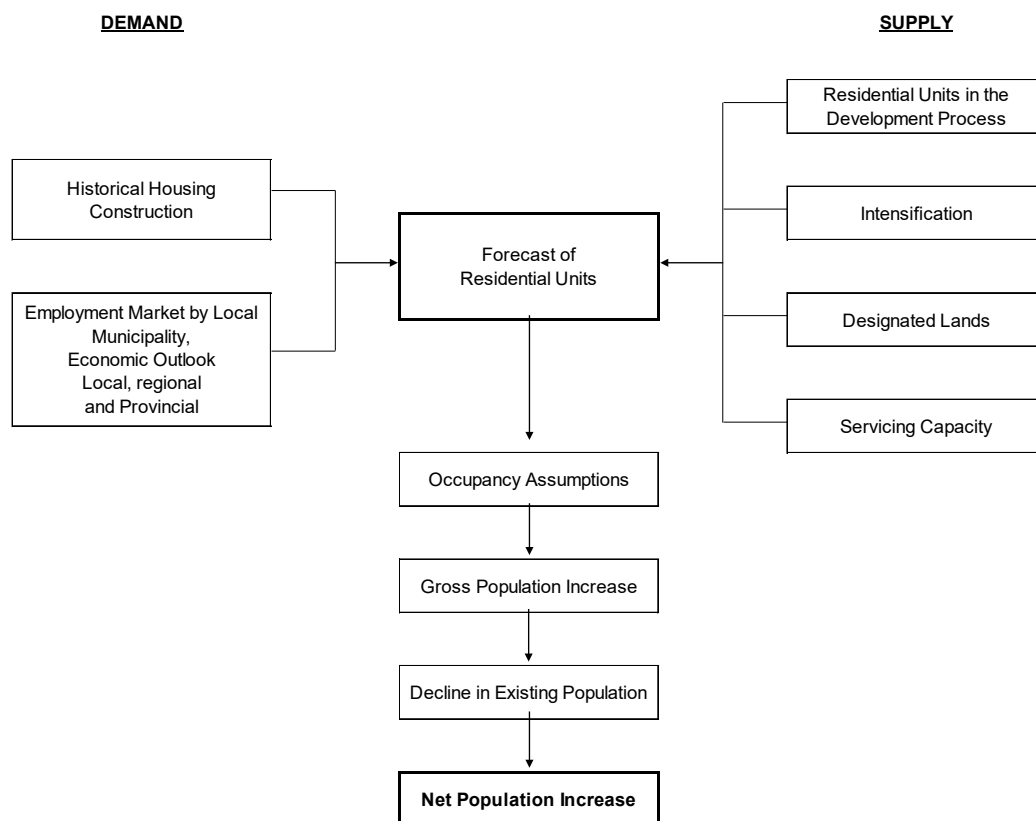 DEMAND
SUPPLY
Residential Units in the
Development Process
Historical Housing
Construction
Intensification
Forecast of
Residential Units
Employment Market by Local
Municipality,
Economic Outlook
Local, regional
and Provincial
Designated Lands
Servicing Capacity
Occupancy Assumptions
Gross Population Increase
Decline in Existing Population
Net Population Increase